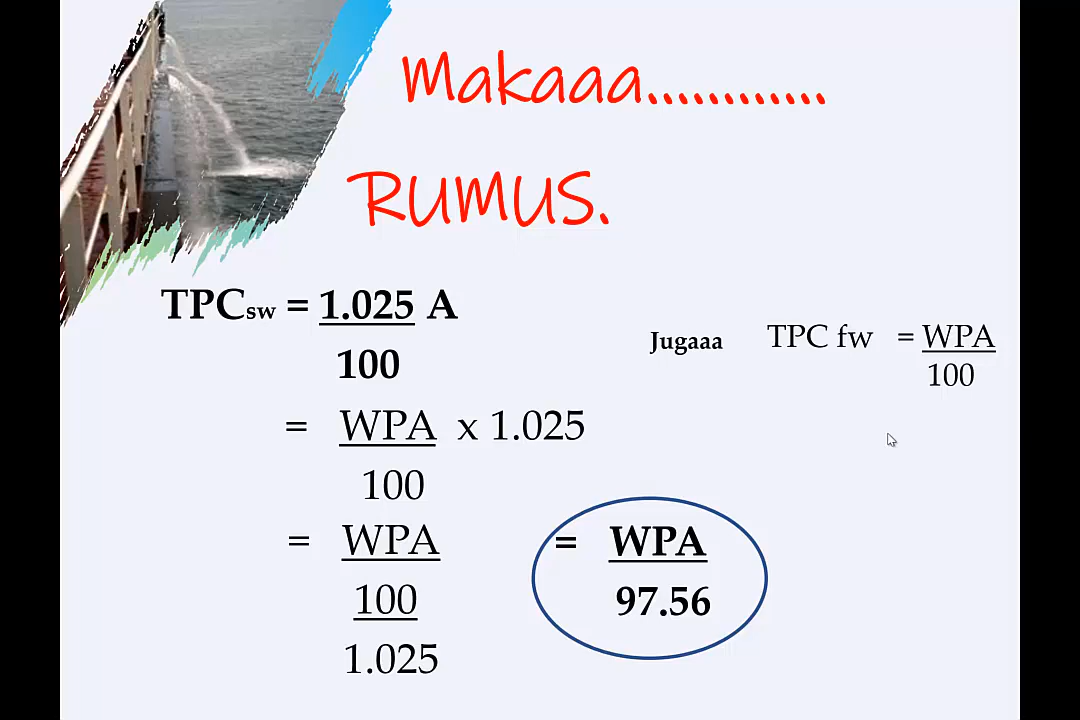 Makaaa............
RUMUS.
TPCsw = 1.025 A
100
= WPA x 1.025
100
= WPA
100
1.025
= WPA
97.56
Jugaaa TPC fw = WPA
100